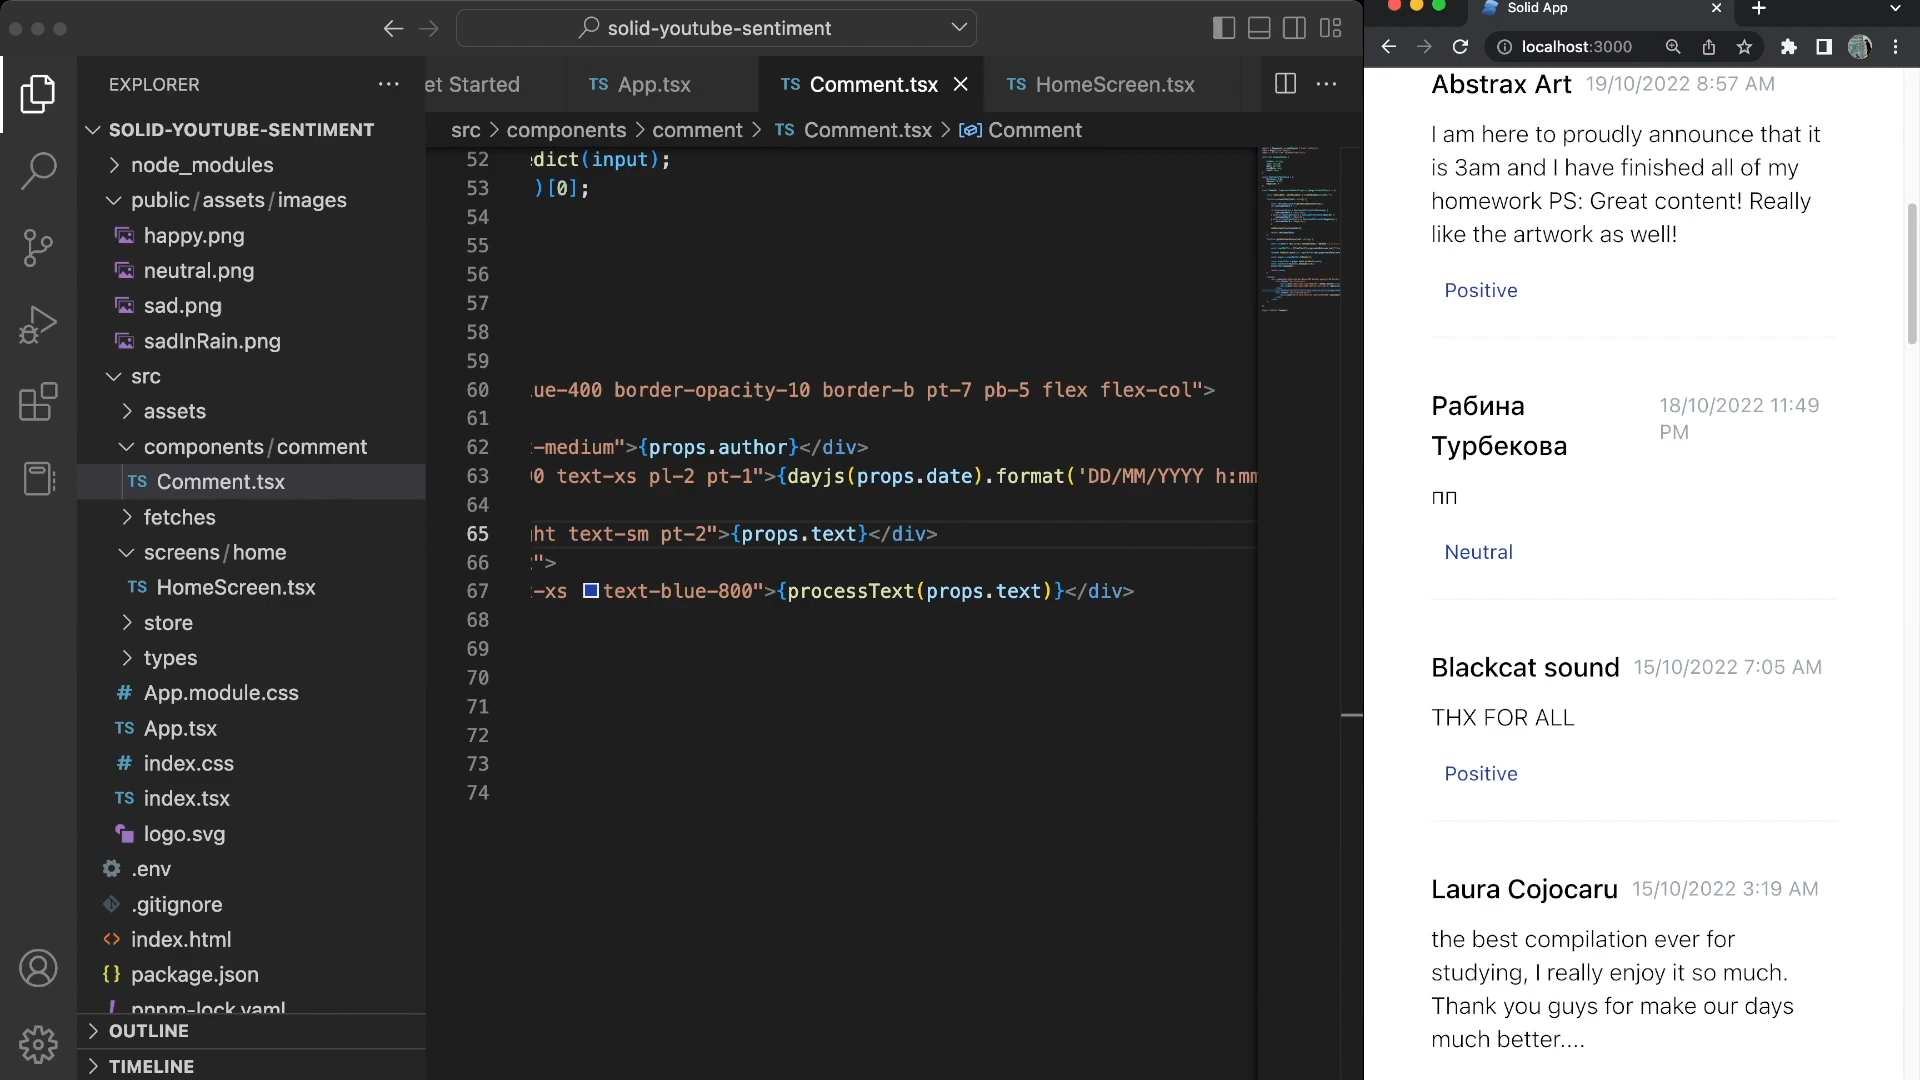 solid-youtube-sentiment
EXPLORER
SOLID-YOUTUBE-SENTIMENT
node_modules
public/assets/images
happy.png
neutral.png
sad.png
sadInRain.png
src
assets
components/comment
TS Comment.tsx
fetches
screens/home
TS HomeScreen.tsx
store
types
# App.module.css
TS App.tsx
# index.css
TS index.tsx
logo.svg
.env
.gitignore
<> index.html
{} package.json
! pnpm-lock.yaml
OUTLINE
TIMELINE
et Started
TS App.tsx
TS Comment.tsx
TS HomeScreen.tsx
src > components > comment > TS Comment.tsx > Comment
52 edict(input);
53 )[0];
54
55
56
57
58
59
60 ue-400 border-opacity-10 border-b pt-7 pb-5 flex flex-col">
61
62 -medium">{props.author}</div>
63 0 text-xs pl-2 pt-1">{dayjs(props.date).format('DD/MM/YYYY h:mm
64
65 ht text-sm pt-2">{props.text}</div>
66 ">
67 -xs text-blue-800">{processText(props.text)}</div>
68
69
70
71
72
73
74
Solid App
localhost:3000
Abstrax Art 19/10/2022 8:57 AM
I am here to proudly announce that it
is 3am and I have finished all of my
homework PS: Great content! Really
like the artwork as well!
Positive
Рабина
Турбекова
18/10/2022 11:49
PM
пп
Neutral
Blackcat sound 15/10/2022 7:05 AM
THX FOR ALL
Positive
Laura Cojocaru 15/10/2022 3:19 AM
the best compilation ever for
studying, I really enjoy it so much.
Thank you guys for make our days
much better....